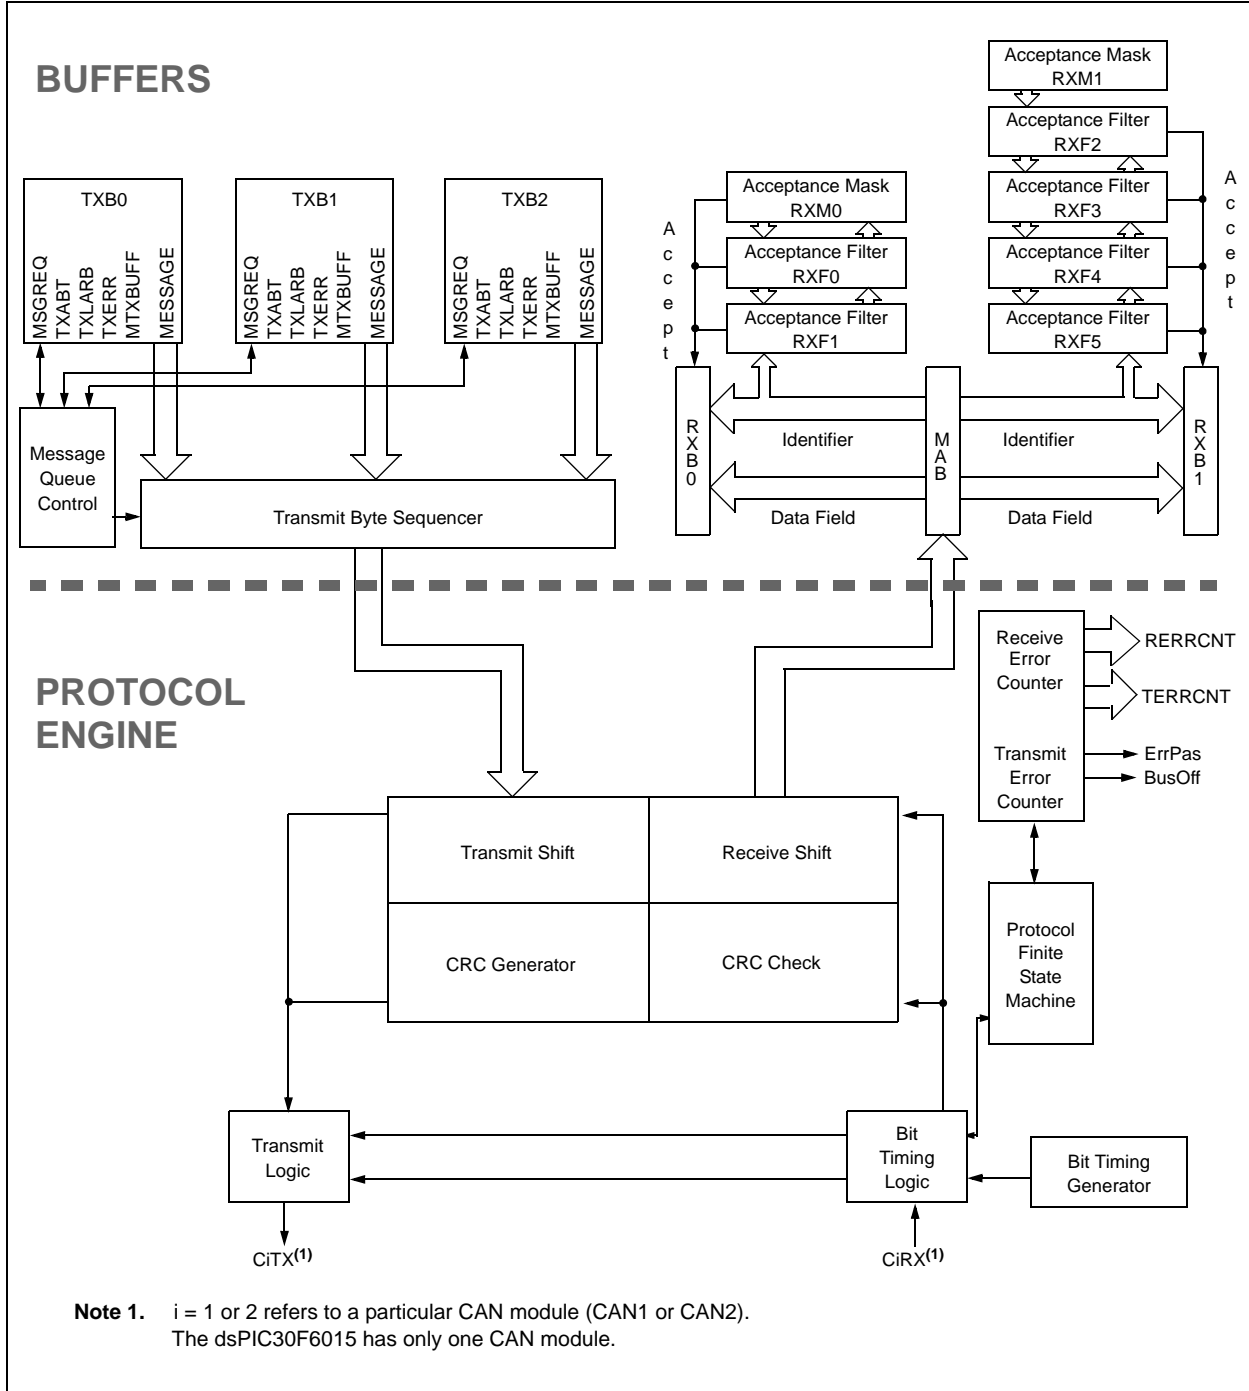 BUFFERS
TXB0
MSGREQ
TXABT
TXLARB
TXERR
MTXBUFF
MESSAGE
TXB1
MSGREQ
TXABT
TXLARB
TXERR
MTXBUFF
MESSAGE
TXB2
MSGREQ
TXABT
TXLARB
TXERR
MTXBUFF
MESSAGE
Message
Queue
Control
Transmit Byte Sequencer
Accept
Acceptance Mask
RXM0
Acceptance Filter
RXF0
Acceptance Filter
RXF1
Acceptance Mask
RXM1
Acceptance Filter
RXF2
Acceptance Filter
RXF3
Acceptance Filter
RXF4
Acceptance Filter
RXF5
Accept
RXB0
Identifier
Data Field
MAB
Identifier
Data Field
RXB1
PROTOCOL
ENGINE
Receive
Error
Counter
Transmit
Error
Counter
RERRCNT
TERRCNT
ErrPas
BusOff
Transmit Shift
Receive Shift
CRC Generator
CRC Check
Protocol
Finite
State
Machine
Transmit
Logic
Bit
Timing
Logic
Bit Timing
Generator
CiTX(1)
CiRX(1)
Note 1. i = 1 or 2 refers to a particular CAN module (CAN1 or CAN2).
The dsPIC30F6015 has only one CAN module.